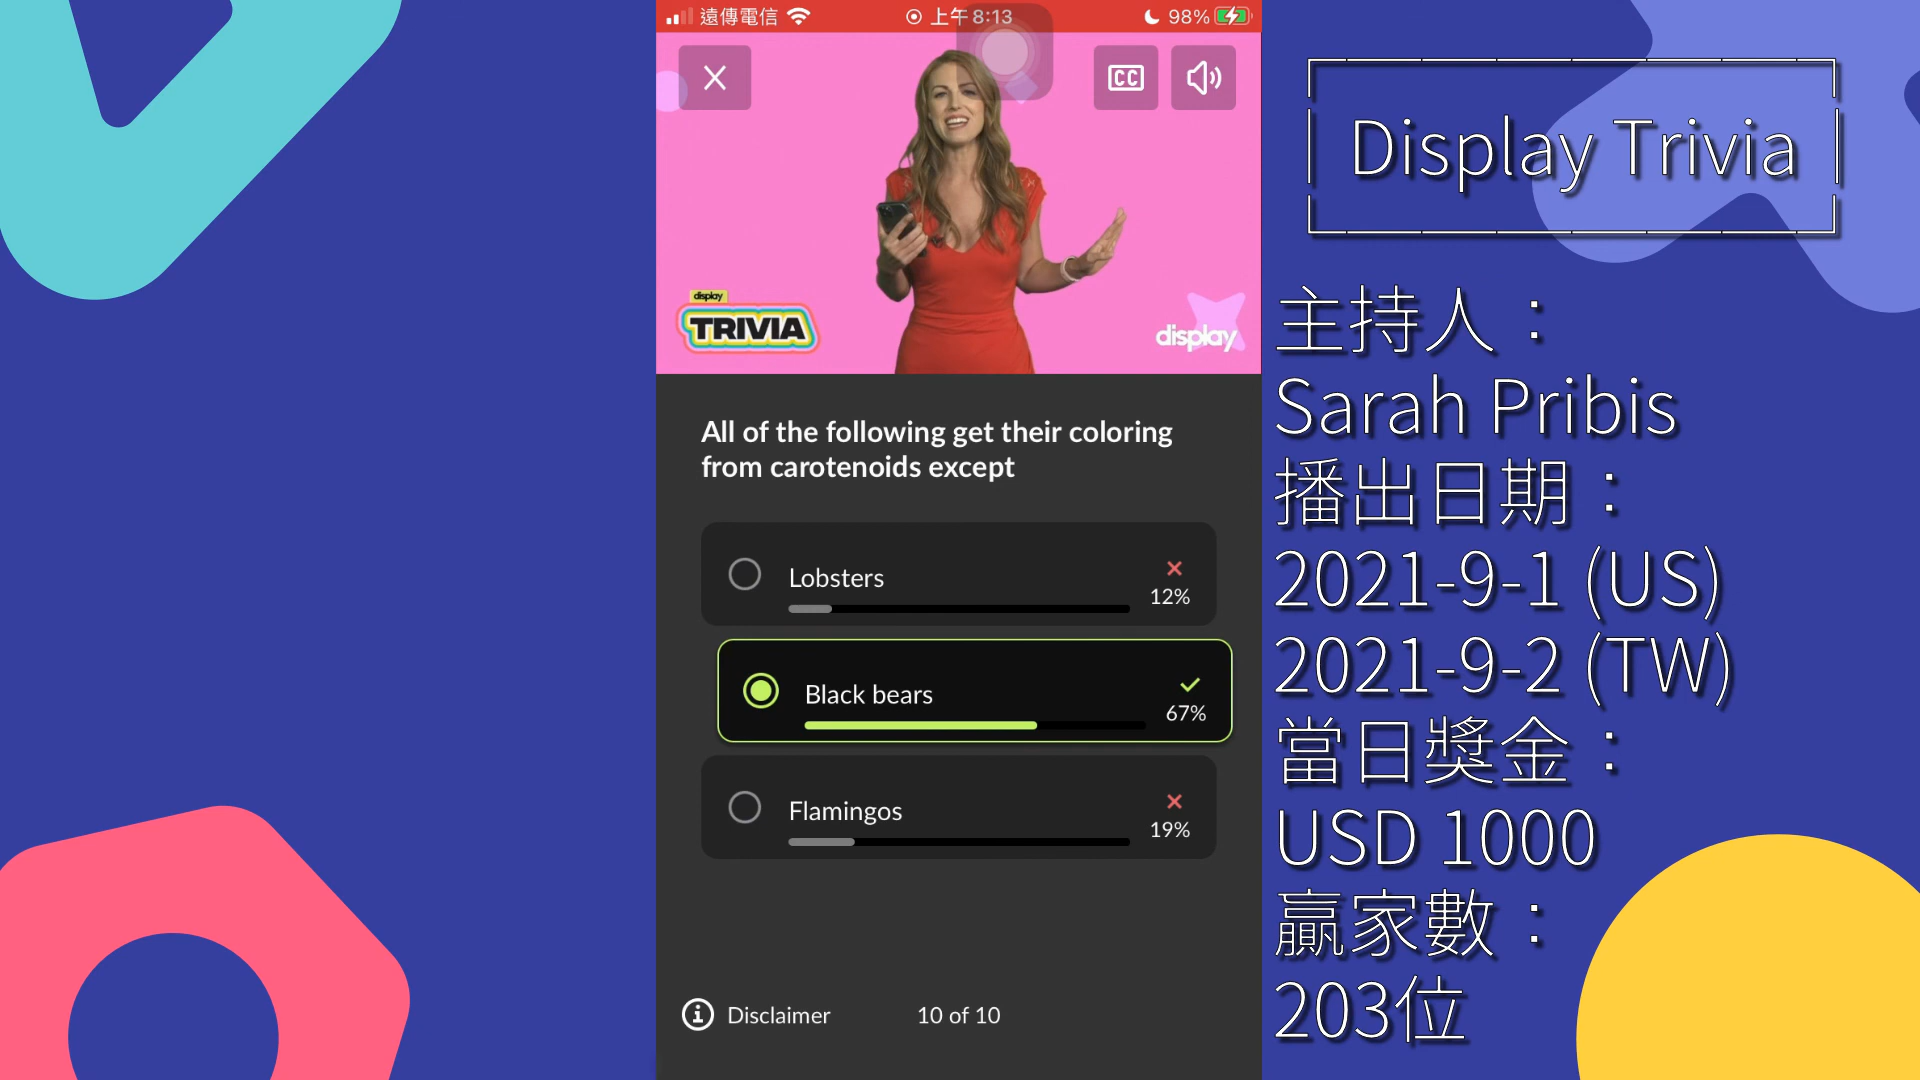 遠傳電信
上午8:13
98%
CC
display
TRIVIA
display
All of the following get their coloring
from carotenoids except
Lobsters
12%
Black bears
67%
Flamingos
19%
Disclaimer
10 of 10
Display Trivia
主持人：
Sarah Pribis
播出日期：
2021-9-1 (US)
2021-9-2 (TW)
當日獎金：
USD 1000
贏家數：
203位